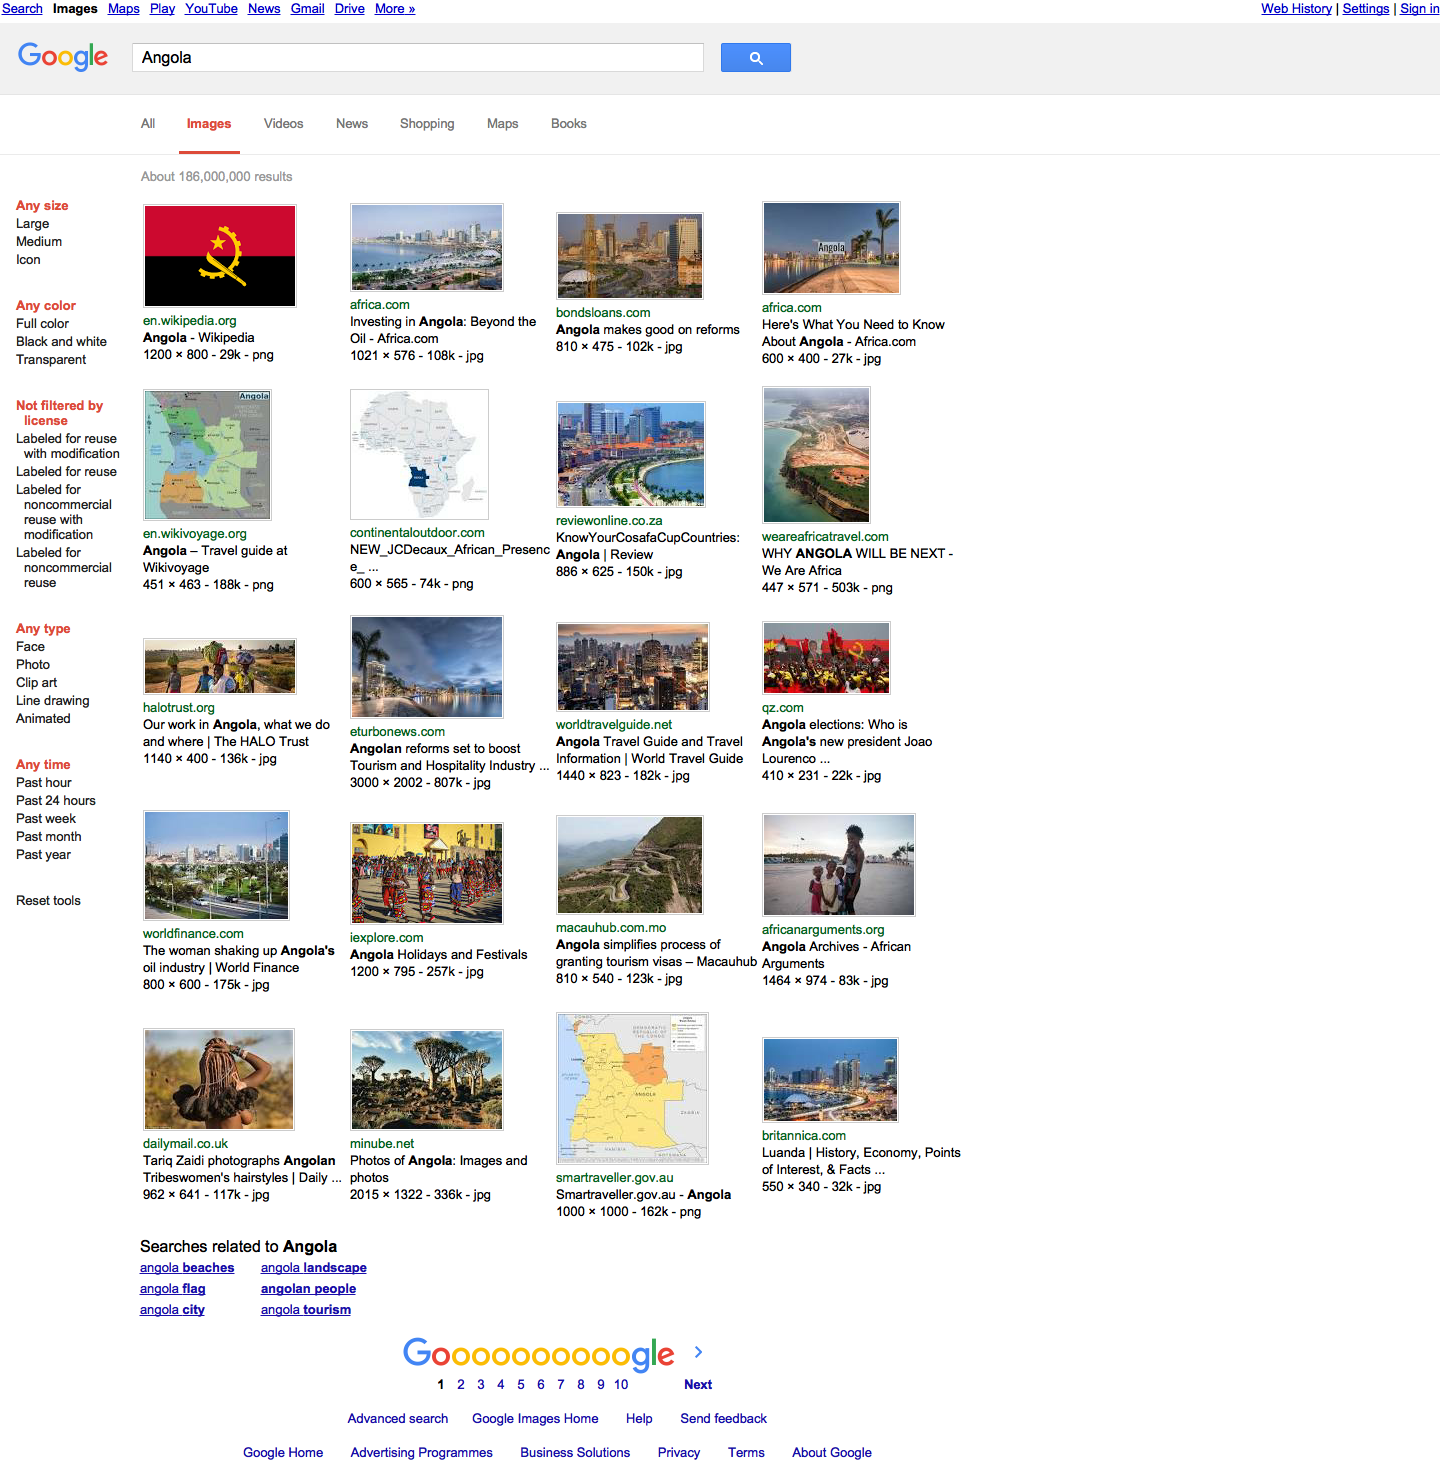 Search Images Maps Play YouTube News Gmail Drive More »
Web History | Settings | Sign in
Google
Angola
All Images Videos News Shopping Maps Books
About 186,000,000 results
Any size
Large
Medium
Icon
Any color
Full color
Black and white
Transparent
Not filtered by
license
Labeled for reuse
with modification
Labeled for reuse
Labeled for
noncommercial
reuse with
modification
Labeled for
noncommercial
reuse
Any type
Face
Photo
Clip art
Line drawing
Animated
Any time
Past hour
Past 24 hours
Past week
Past month
Past year
Reset tools
en.wikipedia.org
Angola - Wikipedia
1200 × 800 - 29k - png
africa.com
Investing in Angola: Beyond the
Oil - Africa.com
1021 × 576 - 108k - jpg
bondsloans.com
Angola makes good on reforms
810 × 475 - 102k - jpg
Angola
africa.com
Here's What You Need to Know
About Angola - Africa.com
600 × 400 - 27k - jpg
Angola
en.wikivoyage.org
Angola – Travel guide at
Wikivoyage
451 × 463 - 188k - png
continentaloutdoor.com
NEW_JCDecaux_African_Presenc
e_ ...
600 × 565 - 74k - png
reviewonline.co.za
KnowYourCosafaCupCountries:
Angola | Review
886 × 625 - 150k - jpg
weareafricatravel.com
WHY ANGOLA WILL BE NEXT -
We Are Africa
447 × 571 - 503k - png
halotrust.org
Our work in Angola, what we do
and where | The HALO Trust
1140 × 400 - 136k - jpg
eturbonews.com
Angolan reforms set to boost
Tourism and Hospitality Industry ...
3000 × 2002 - 807k - jpg
worldtravelguide.net
Angola Travel Guide and Travel
Information | World Travel Guide
1440 × 823 - 182k - jpg
qz.com
Angola elections: Who is
Angola's new president Joao
Lourenco ...
410 × 231 - 22k - jpg
worldfinance.com
The woman shaking up Angola's
oil industry | World Finance
800 × 600 - 175k - jpg
iexplore.com
Angola Holidays and Festivals
1200 × 795 - 257k - jpg
macauhub.com.mo
Angola simplifies process of
granting tourism visas – Macauhub
810 × 540 - 123k - jpg
africanarguments.org
Angola Archives - African
Arguments
1464 × 974 - 83k - jpg
dailymail.co.uk
Tariq Zaidi photographs Angolan
Tribeswomen's hairstyles | Daily ...
962 × 641 - 117k - jpg
minube.net
Photos of Angola: Images and
photos
2015 × 1322 - 336k - jpg
ANGOLA
smartraveller.gov.au
Smartraveller.gov.au - Angola
1000 × 1000 - 162k - png
britannica.com
Luanda | History, Economy, Points
of Interest, & Facts ...
550 × 340 - 32k - jpg
Searches related to Angola
angola beaches angola landscape
angola flag angolan people
angola city angola tourism
Goooooooooogle
1 2 3 4 5 6 7 8 9 10 Next
Advanced search Google Images Home Help Send feedback
Google Home Advertising Programmes Business Solutions Privacy Terms About Google